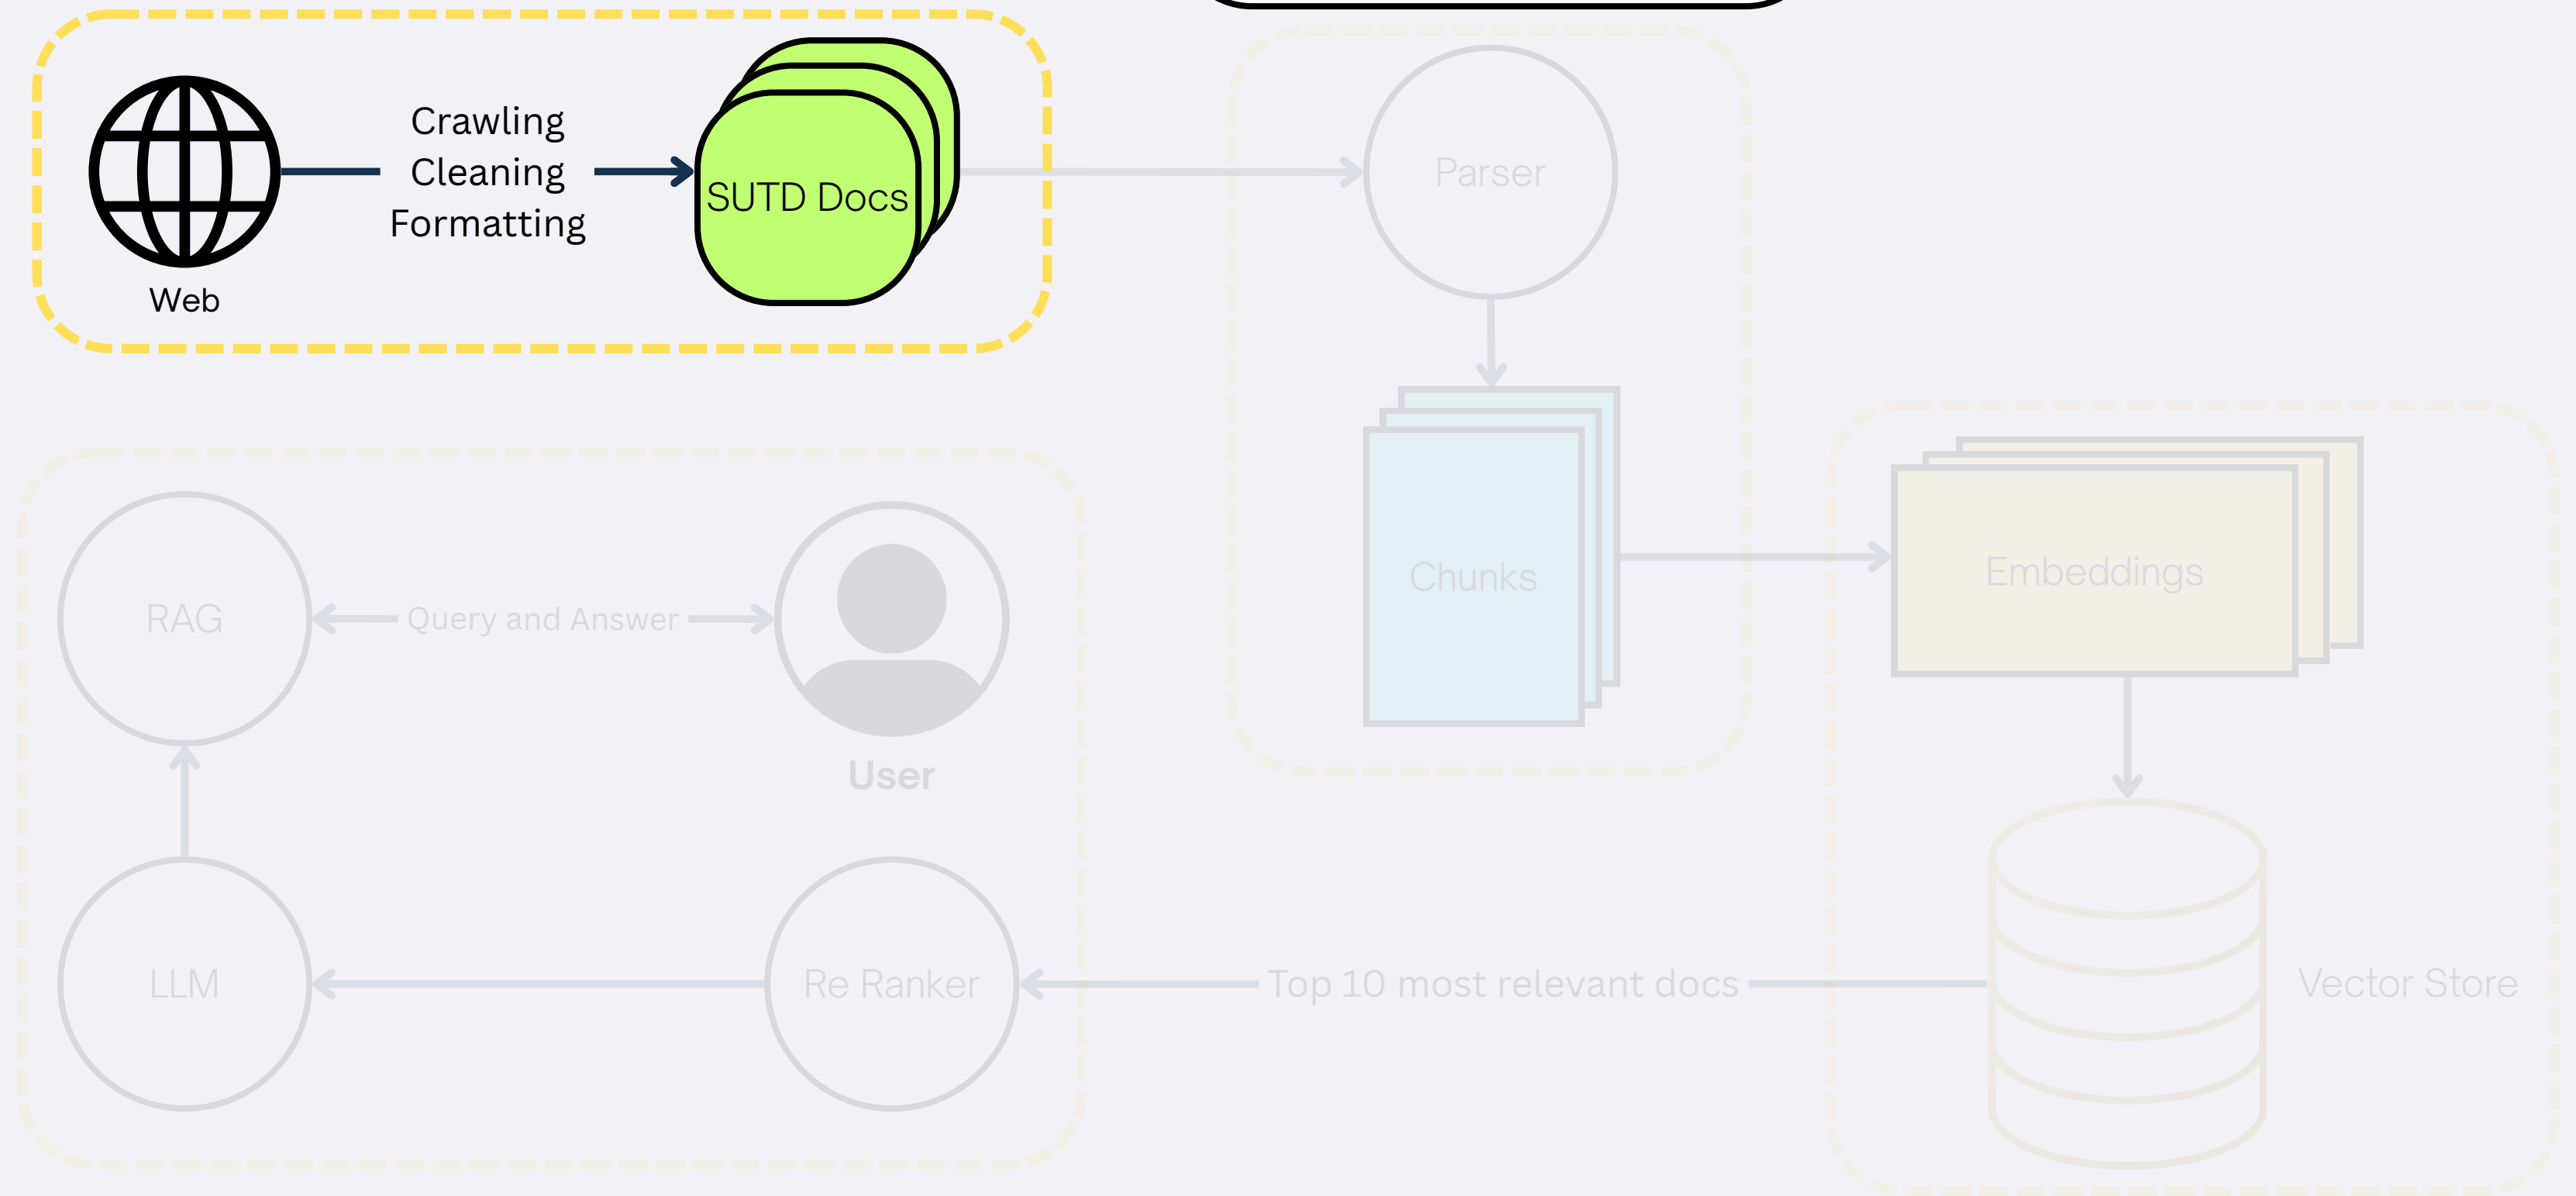 Crawling
Cleaning
Formatting
Web
SUTD Docs
Parser
Chunks
Embeddings
RAG
Query and Answer
User
LLM
Re Ranker
Top 10 most relevant docs
Vector Store